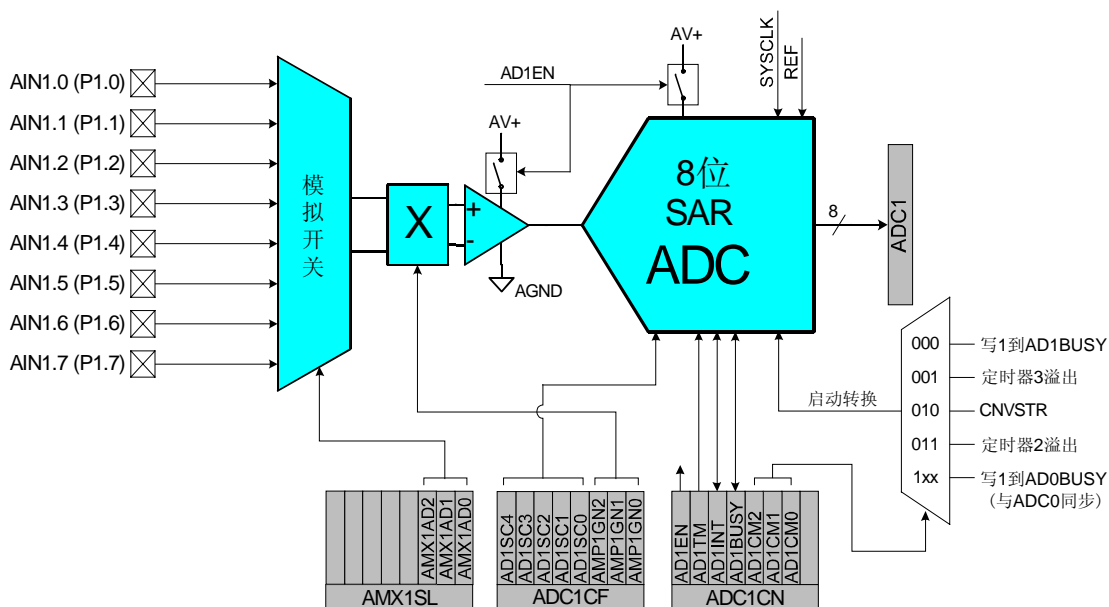 AV+
SYSCLK
REF
AIN1.0 (P1.0)
AD1EN
AIN1.1 (P1.1)
AV+
AIN1.2 (P1.2)
AIN1.3 (P1.3)
AIN1.4 (P1.4)
AIN1.5 (P1.5)
AIN1.6 (P1.6)
AIN1.7 (P1.7)
模拟开关
X
+
-
AGND
8位
SAR
ADC
8
ADC1
启动转换
000
写1到AD1BUSY
001
定时器3溢出
010
CNVSTR
011
定时器2溢出
1xx
写1到AD0BUSY
(与ADC0同步)
AMX1AD2
AMX1AD1
AMX1AD0
AMX1SL
AD1SC4
AD1SC3
AD1SC2
AD1SC1
AD1SC0
AMP1GN2
AMP1GN1
AMP1GN0
ADC1CF
AD1EN
AD1TM
AD1INT
AD1BUSY
AD1CM2
AD1CM1
AD1CM0
ADC1CN